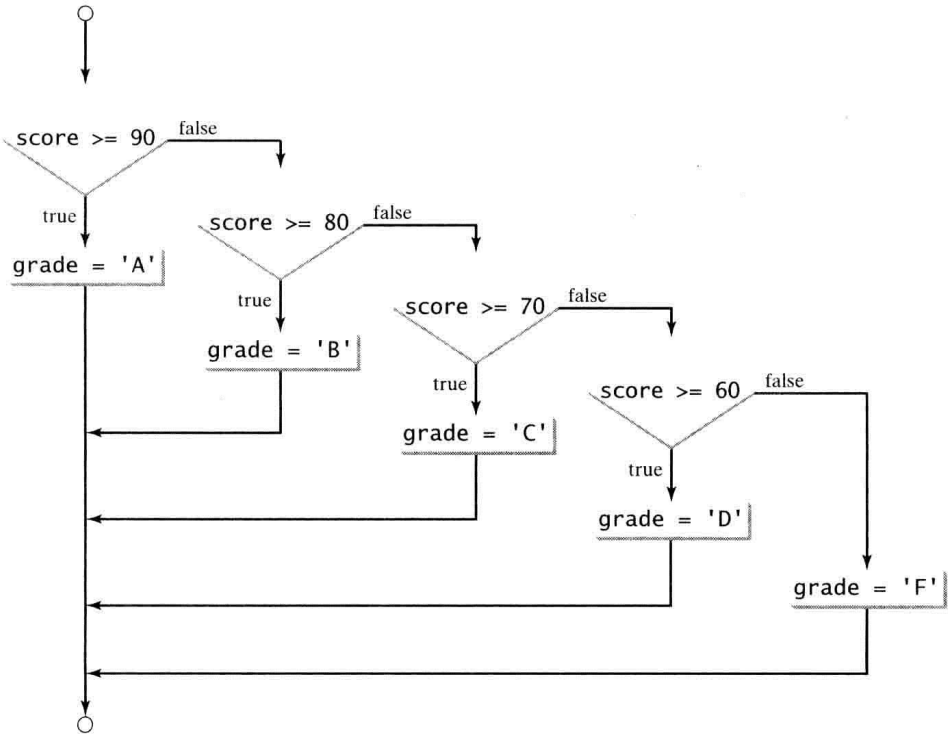 score >= 90
false
true
grade = 'A'
score >= 80
false
true
grade = 'B'
score >= 70
false
true
grade = 'C'
score >= 60
false
true
grade = 'D'
grade = 'F'